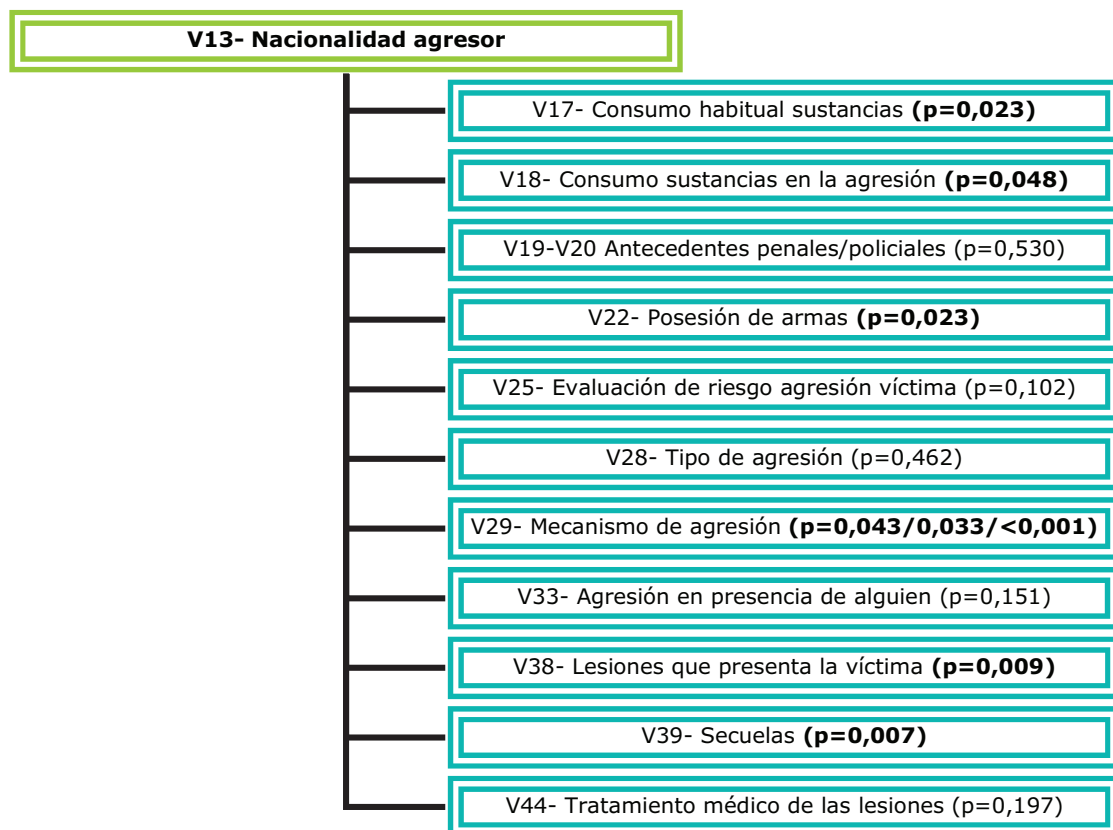 V13- Nacionalidad agresor
V17- Consumo habitual sustancias (p=0,023)
V18- Consumo sustancias en la agresión (p=0,048)
V19-V20 Antecedentes penales/policiales (p=0,530)
V22- Posesión de armas (p=0,023)
V25- Evaluación de riesgo agresión víctima (p=0,102)
V28- Tipo de agresión (p=0,462)
V29- Mecanismo de agresión (p=0,043/0,033/<0,001)
V33- Agresión en presencia de alguien (p=0,151)
V38- Lesiones que presenta la víctima (p=0,009)
V39- Secuelas (p=0,007)
V44- Tratamiento médico de las lesiones (p=0,197)